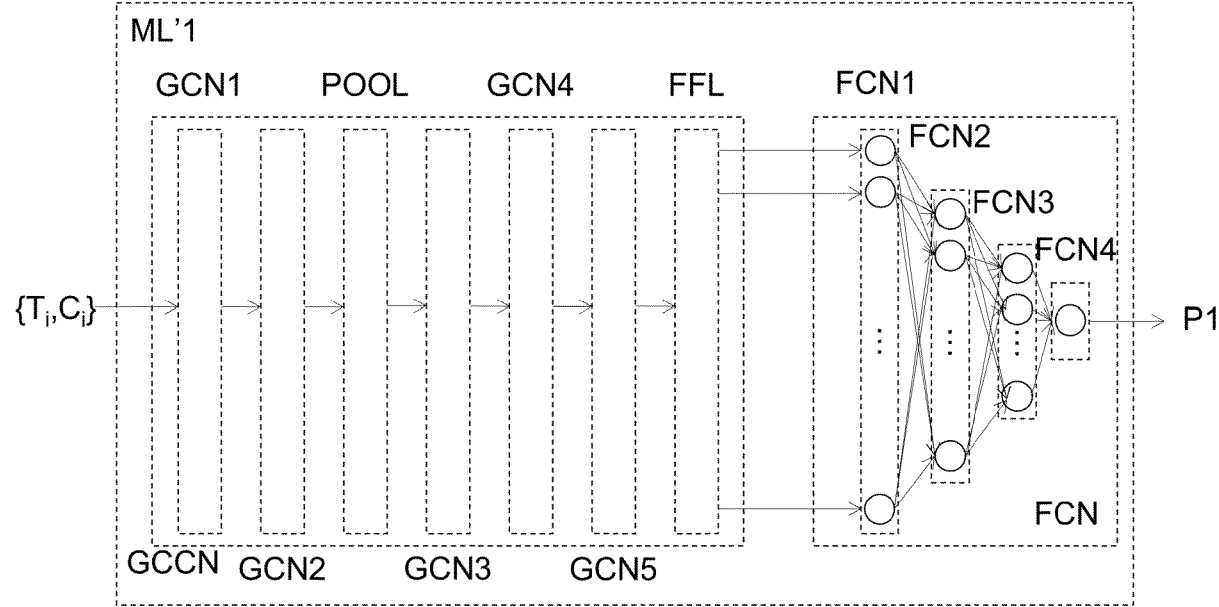 ML'1
GCN1 POOL GCN4 FFL FCN1
FCN2
FCN3
FCN4
{Ti,Ci}
P1
...
...
...
FCN
GCCN GCN2 GCN3 GCN5